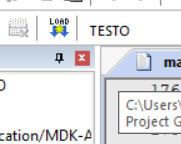 LOAD
TESTO
ma
176
C:\Users\
Project G
cation/MDK-A